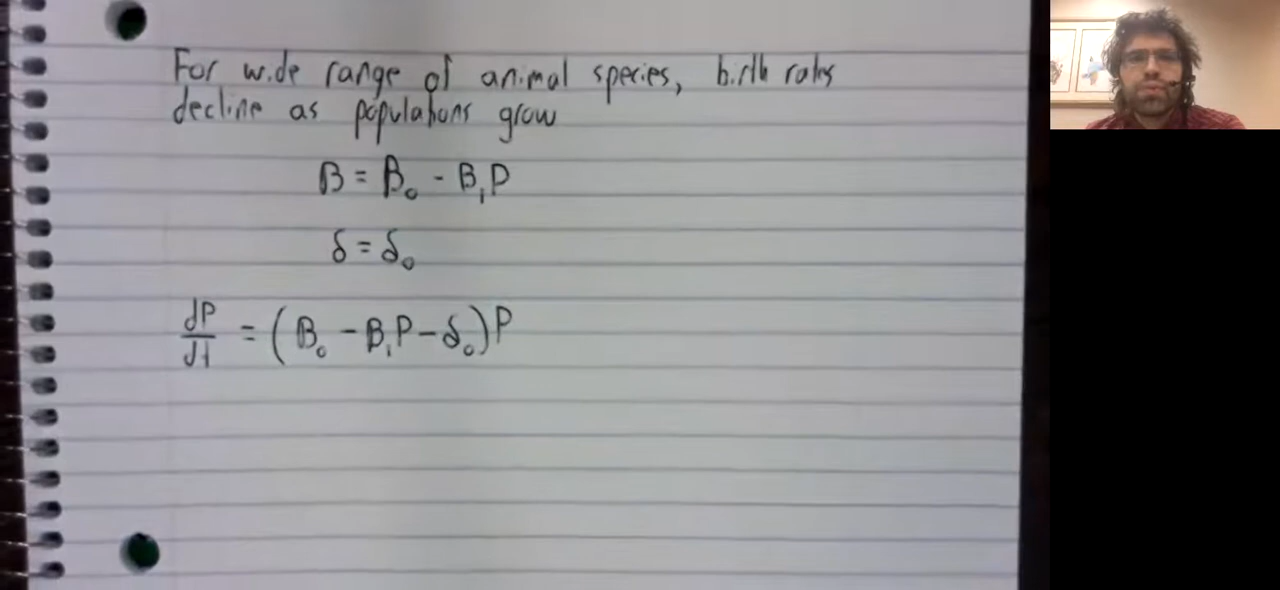 For wide range of animal species, birth rates
decline as populations grow
β = β₀ - β₁P
δ = δ₀
dP/dt = (β₀ - β₁P - δ₀)P